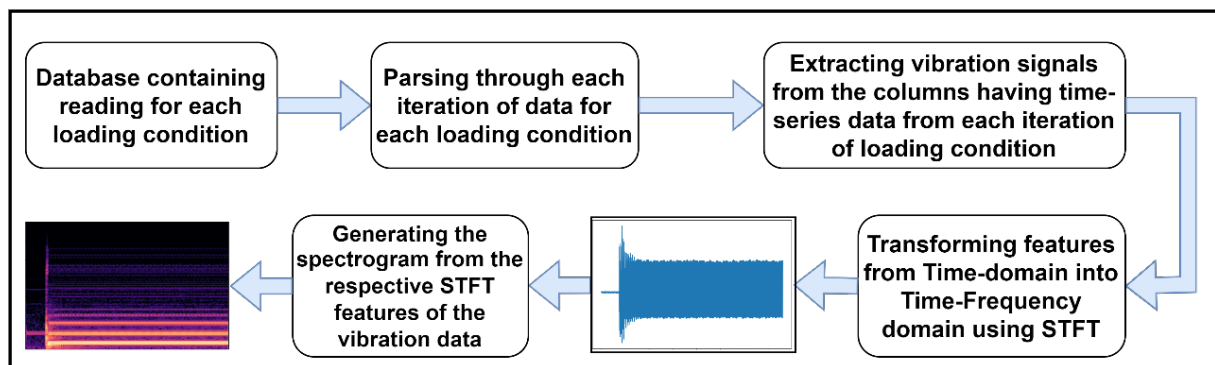 Database containing
reading for each
loading condition
Parsing through each
iteration of data for
each loading condition
Extracting vibration signals
from the columns having time-
series data from each iteration
of loading condition
Transforming features
from Time-domain into
Time-Frequency
domain using STFT
Generating the
spectrogram from the
respective STFT
features of the
vibration data